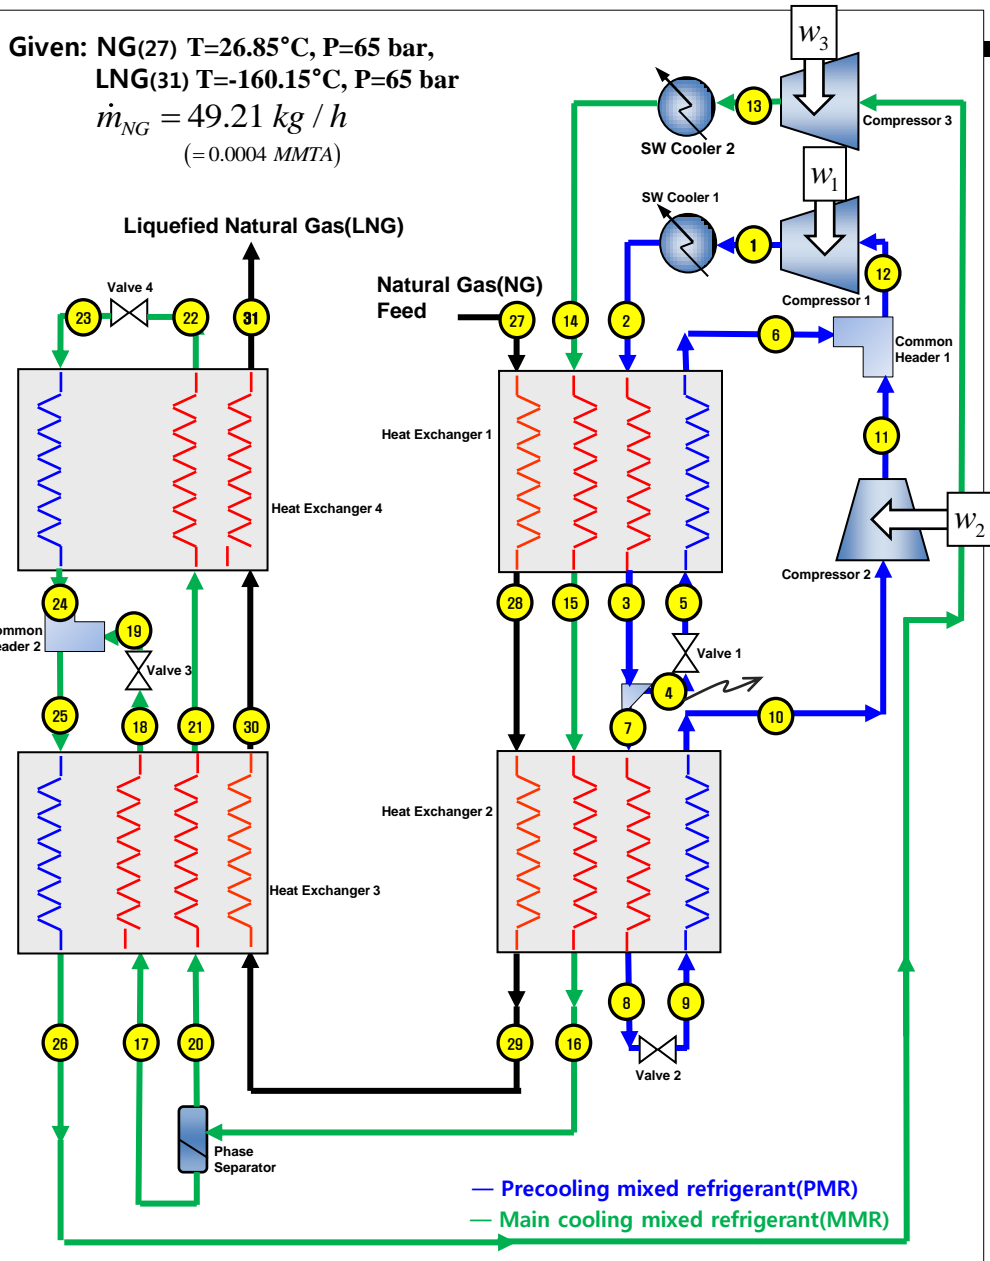 Given: NG(27) T=26.85°C, P=65 bar,
LNG(31) T=-160.15°C, P=65 bar
ṁ_NG = 49.21 kg / h
(= 0.0004 MMTA)
w3
13
Compressor 3
SW Cooler 2
w1
SW Cooler 1
1
12
Compressor 1
Liquefied Natural Gas(LNG)
Valve 4
23
22
31
Natural Gas(NG)
Feed
27
14
2
6
Common
Header 1
Heat Exchanger 1
11
Heat Exchanger 4
w2
Compressor 2
24
19
ommon
eader 2
Valve 3
28
15
3
5
Valve 1
4
25
18
21
30
7
10
Heat Exchanger 2
Heat Exchanger 3
8
9
26
17
20
29
16
Valve 2
Phase
Separator
— Precooling mixed refrigerant(PMR)
— Main cooling mixed refrigerant(MMR)